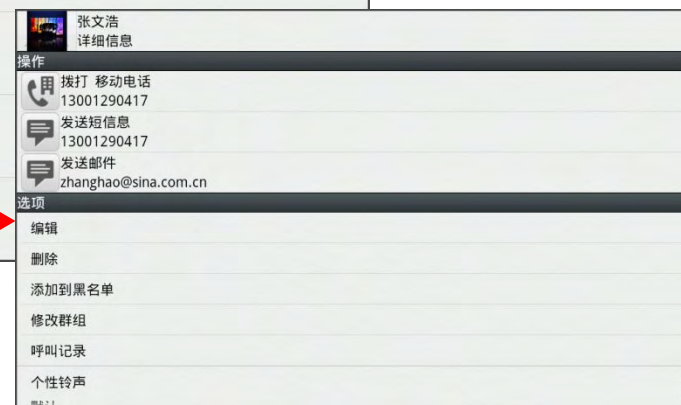 张文浩
详细信息
操作
拨打 移动电话
13001290417
发送短信息
13001290417
发送邮件
zhanghao@sina.com.cn
选项
编辑
删除
添加到黑名单
修改群组
呼叫记录
个性铃声